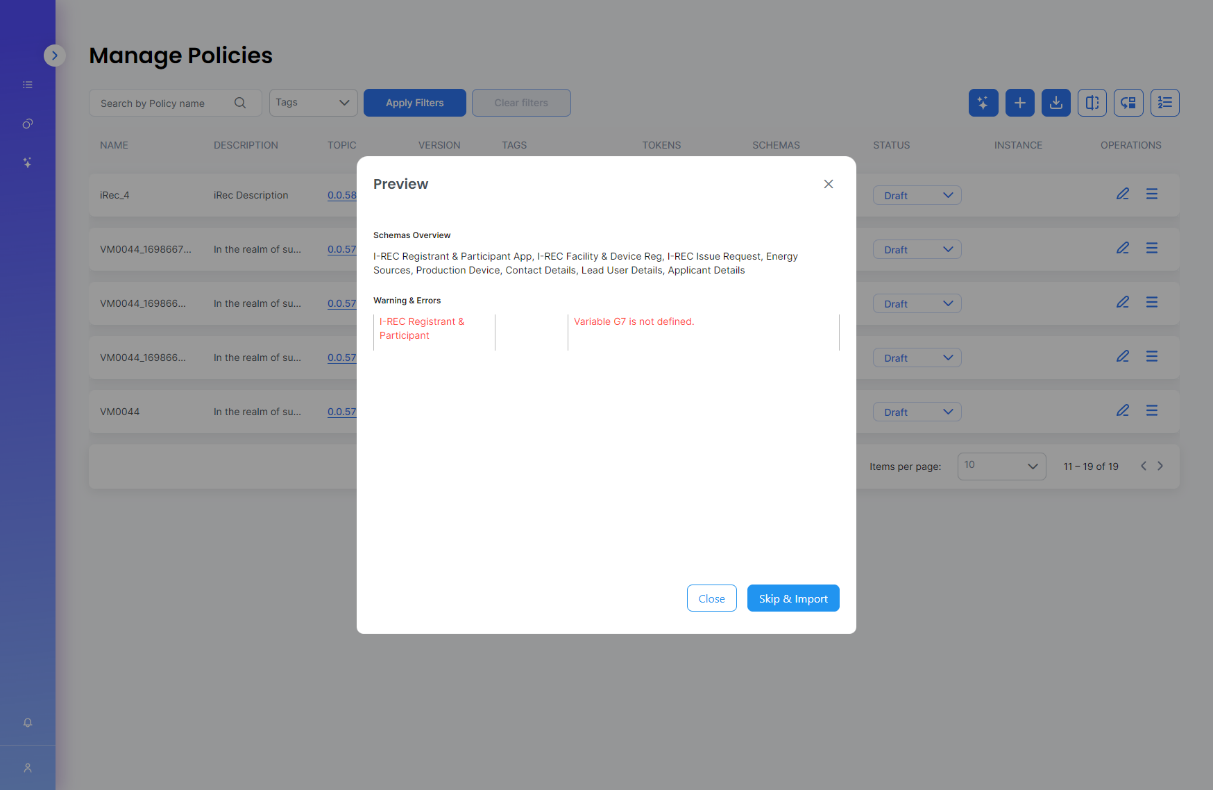 Manage Policies
Search by Policy name
Tags
Apply Filters
Clear filters
NAME DESCRIPTION TOPIC VERSION TAGS TOKENS SCHEMAS STATUS INSTANCE OPERATIONS
iRec_4 iRec Description 0.0.58 Draft
VM0044_1698667... In the realm of su... 0.0.57 Draft
VM0044_169866... In the realm of su... 0.0.57 Draft
VM0044_169866... In the realm of su... 0.0.57 Draft
VM0044 In the realm of su... 0.0.57 Draft
Items per page: 10 11 – 19 of 19
Preview
Schemas Overview
I-REC Registrant & Participant App, I-REC Facility & Device Reg, I-REC Issue Request, Energy
Sources, Production Device, Contact Details, Lead User Details, Applicant Details
Warning & Errors
I-REC Registrant & Variable G7 is not defined.
Participant
Close
Skip & Import